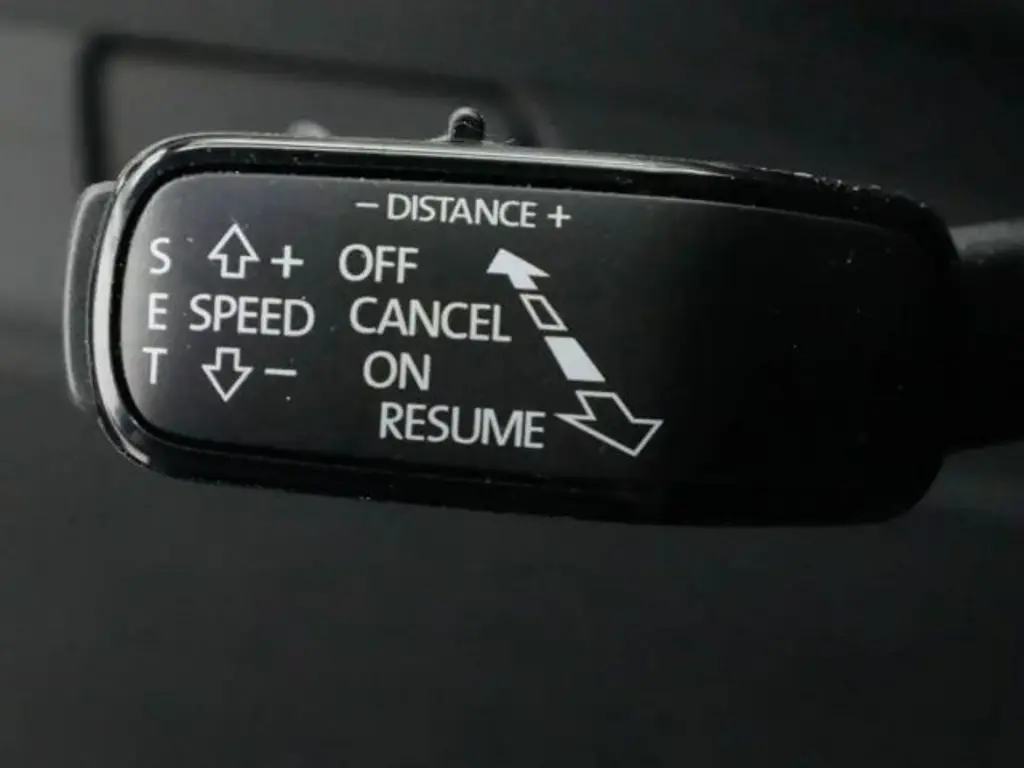 − DISTANCE +
S + OFF
E SPEED CANCEL
T − ON
RESUME